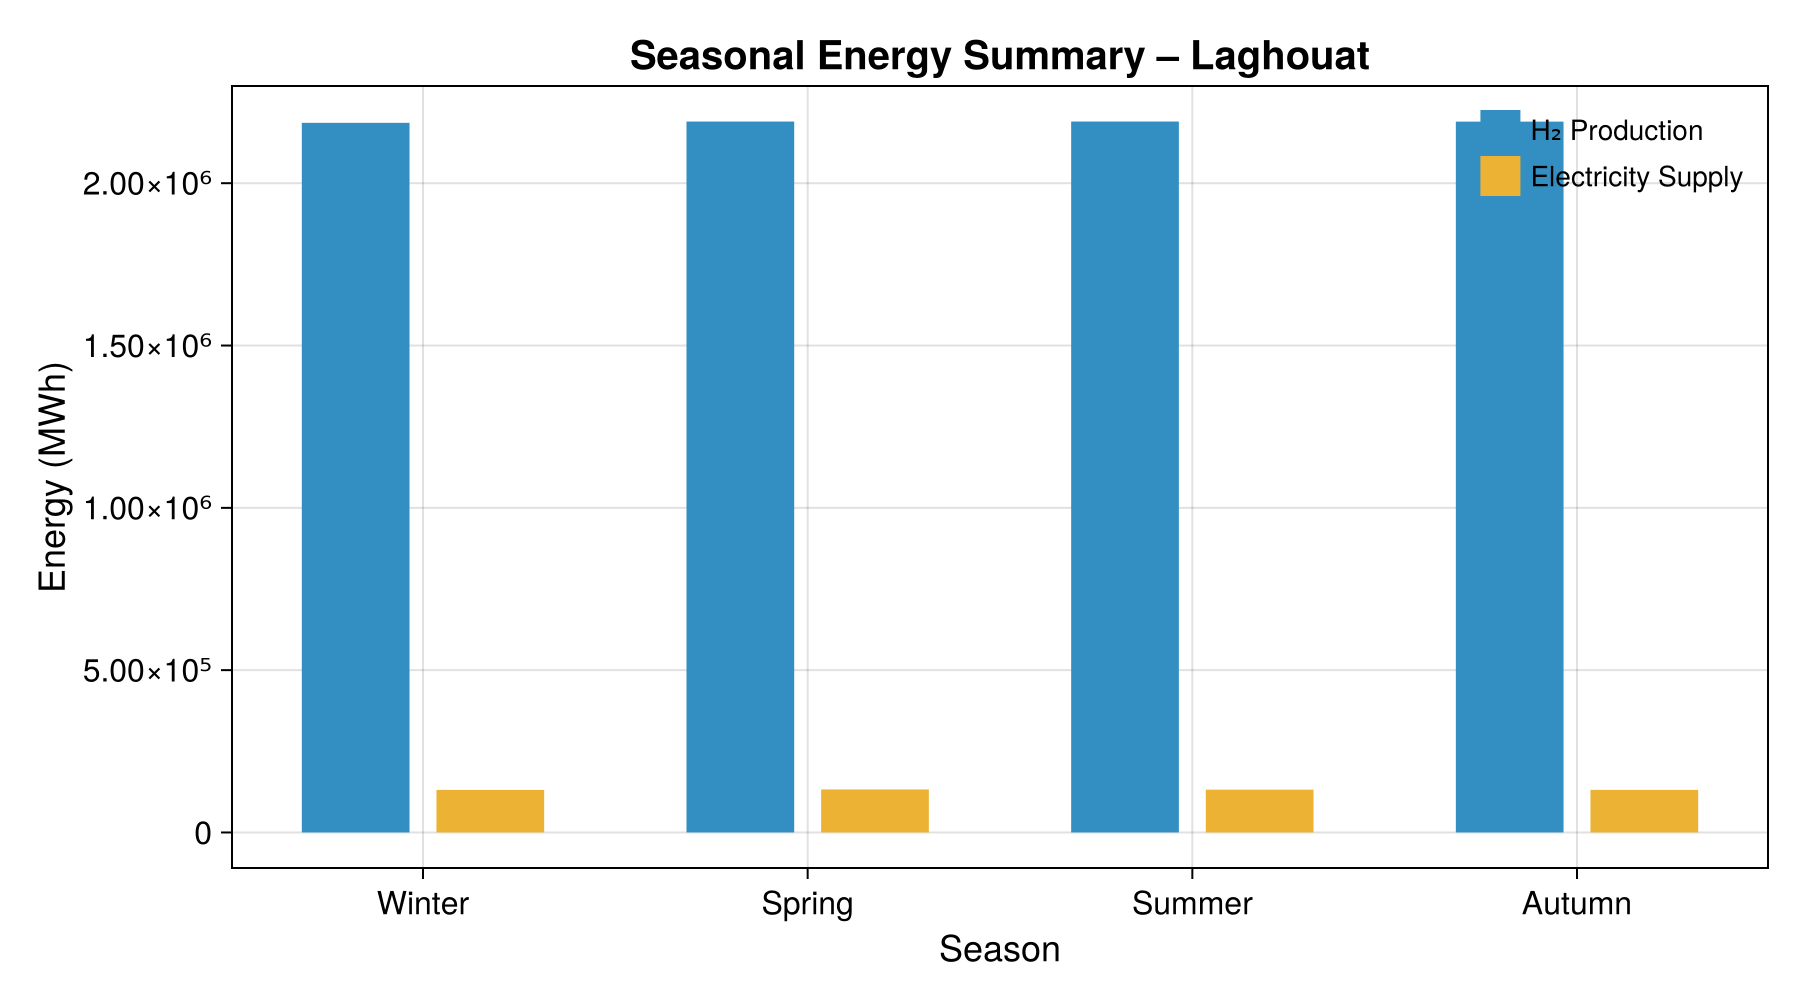 Seasonal Energy Summary – Laghouat
H₂ Production
Electricity Supply
Energy (MWh)
2.00×10⁶
1.50×10⁶
1.00×10⁶
5.00×10⁵
0
Winter Spring Summer Autumn
Season